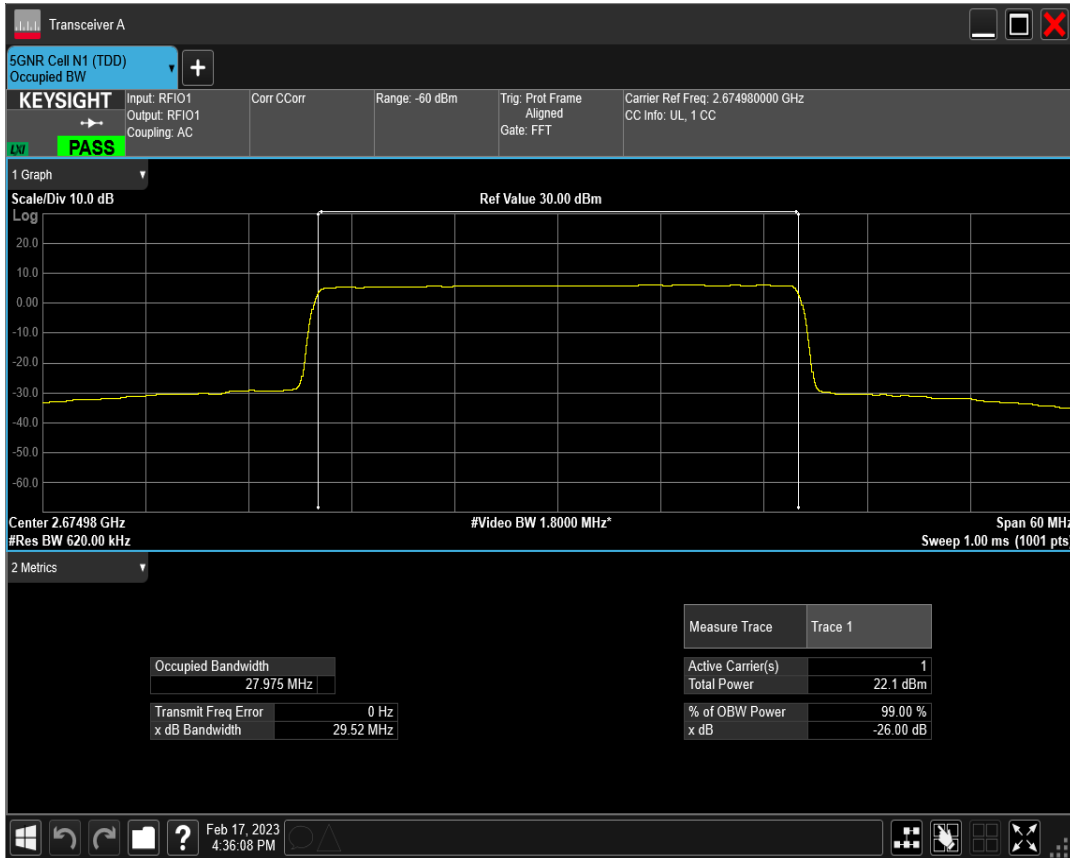 Transceiver A
5GNR Cell N1 (TDD)
Occupied BW
+
KEYSIGHT
LXI
PASS
Input: RFIO1
Output: RFIO1
Coupling: AC
Corr CCorr
Range: -60 dBm
Trig: Prot Frame
Aligned
Gate: FFT
Carrier Ref Freq: 2.674980000 GHz
CC Info: UL, 1 CC
1 Graph
Scale/Div 10.0 dB
Ref Value 30.00 dBm
Log
20.0
10.0
0.00
-10.0
-20.0
-30.0
-40.0
-50.0
-60.0
Center 2.67498 GHz
#Video BW 1.8000 MHz*
Span 60 MHz
#Res BW 620.00 kHz
Sweep 1.00 ms (1001 pts)
2 Metrics
Measure Trace Trace 1
Occupied Bandwidth
27.975 MHz
Active Carrier(s) 1
Total Power 22.1 dBm
Transmit Freq Error 0 Hz
x dB Bandwidth 29.52 MHz
% of OBW Power 99.00 %
x dB -26.00 dB
?
Feb 17, 2023
4:36:08 PM